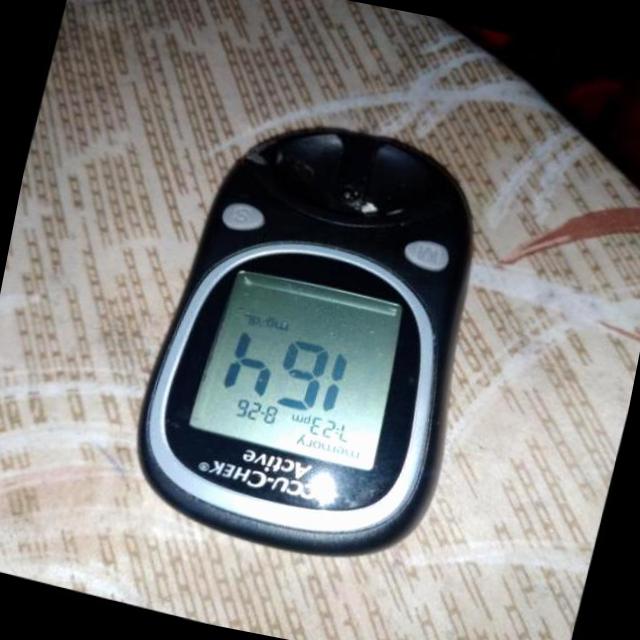 ACCU-CHEK®
Active
memory
7-23pm 8-26
164
mg/dL
M
S